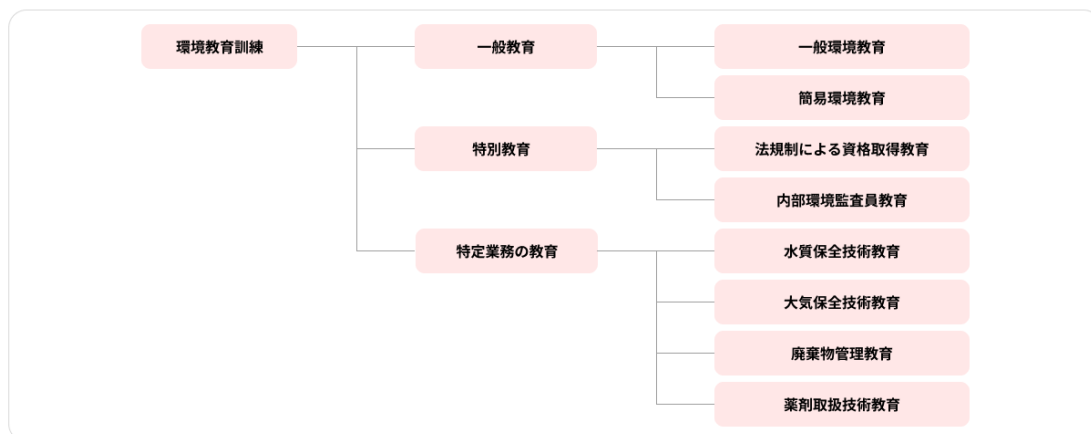 環境教育訓練
一般教育
一般環境教育
簡易環境教育
特別教育
法規制による資格取得教育
内部環境監査員教育
特定業務の教育
水質保全技術教育
大気保全技術教育
廃棄物管理教育
薬剤取扱技術教育